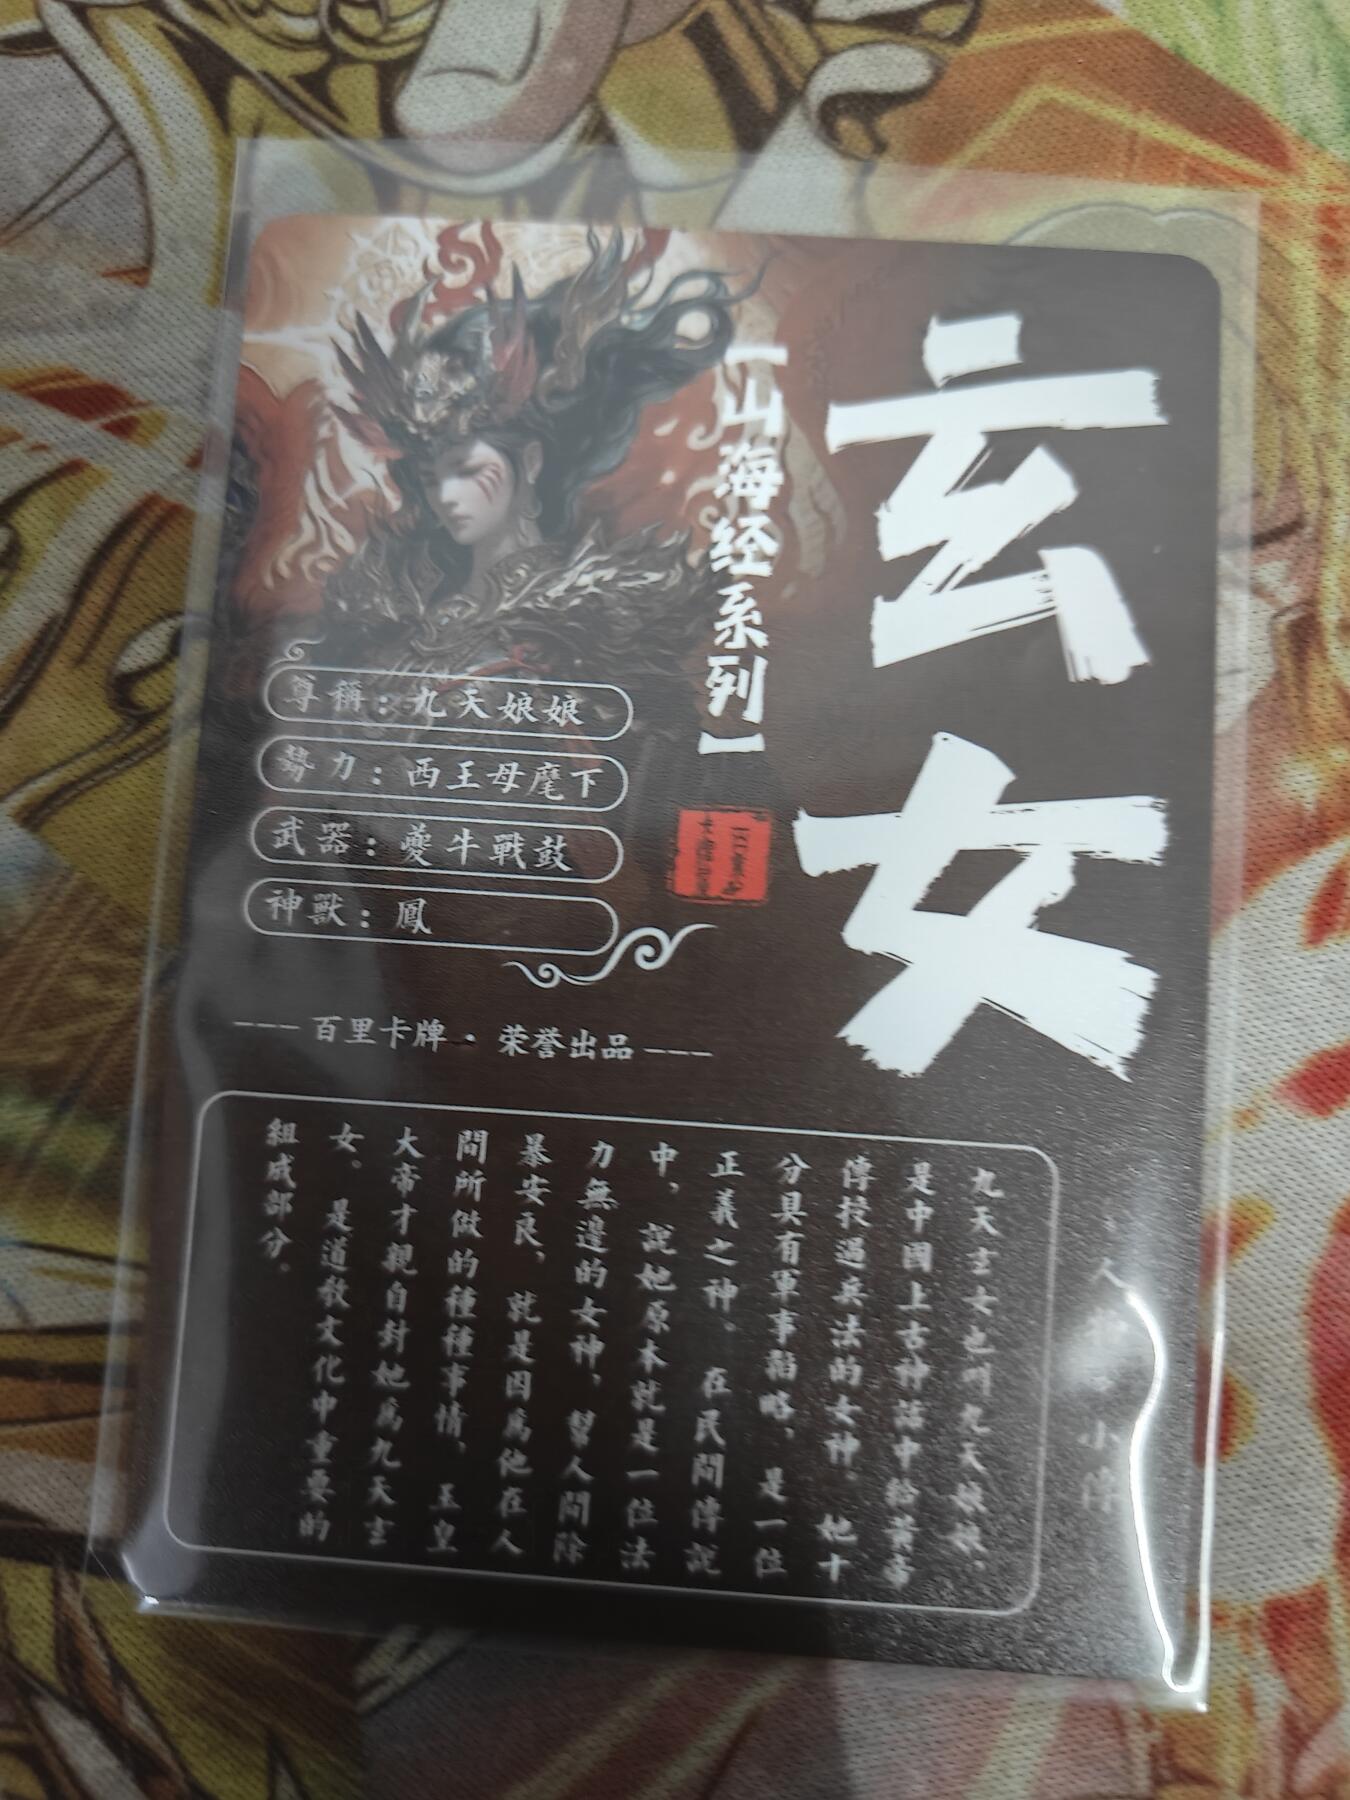 玄女
【山海经系列】
尊稱：九天娘娘
勢力：西王母麾下
武器：夔牛戰鼓
神獸：鳳
--- 百里卡牌 · 荣誉出品 ---
人物小傳
九天玄女也叫九天娘娘，
是中國上古神話中給黃帝
傳授過兵法的女神。她十
分具有軍事韜略，是一位
正義之神。在民間傳說
中，說她原本就是一位法
力無邊的女神，幫人間除
暴安良，就是因爲他在人
間所做的種種事情，玉皇
大帝才親自封她爲九天玄
女。是道教文化中重要的
組成部分。